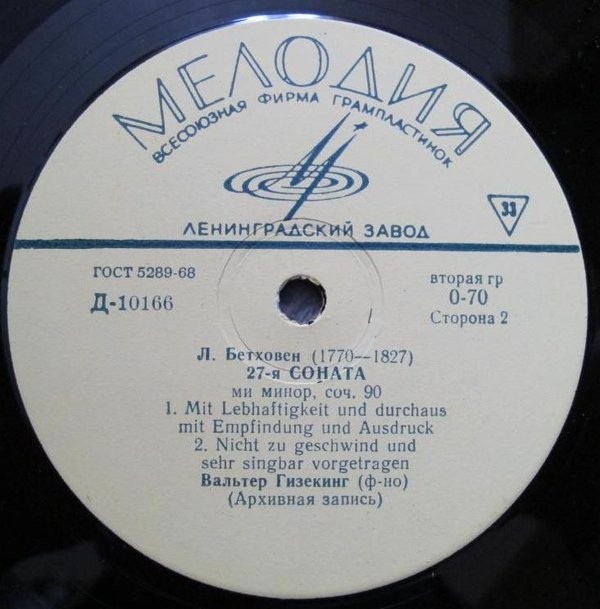 МЕЛОДИЯ
ВСЕСОЮЗНАЯ ФИРМА ГРАМПЛАСТИНОК
ЛЕНИНГРАДСКИЙ ЗАВОД
33
ГОСТ 5289-68
Д-10166
вторая гр
0-70
Сторона 2
Л. Бетховен (1770—1827)
27-я СОНАТА
ми минор, соч. 90
1. Mit Lebhaftigkeit und durchaus
mit Empfindung und Ausdruck
2. Nicht zu geschwind und
sehr singbar vorgetragen
Вальтер Гизекинг (ф-но)
(Архивная запись)